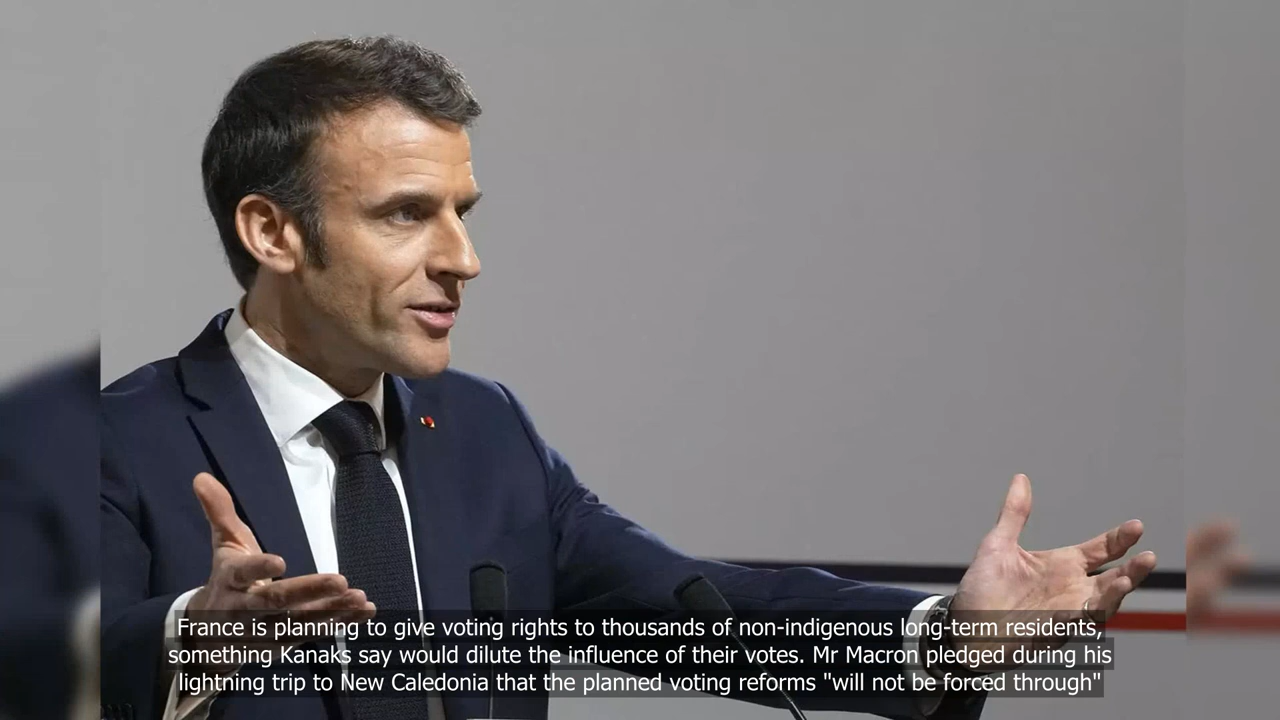 France is planning to give voting rights to thousands of non-indigenous long-term residents,
something Kanaks say would dilute the influence of their votes. Mr Macron pledged during his
lightning trip to New Caledonia that the planned voting reforms "will not be forced through"